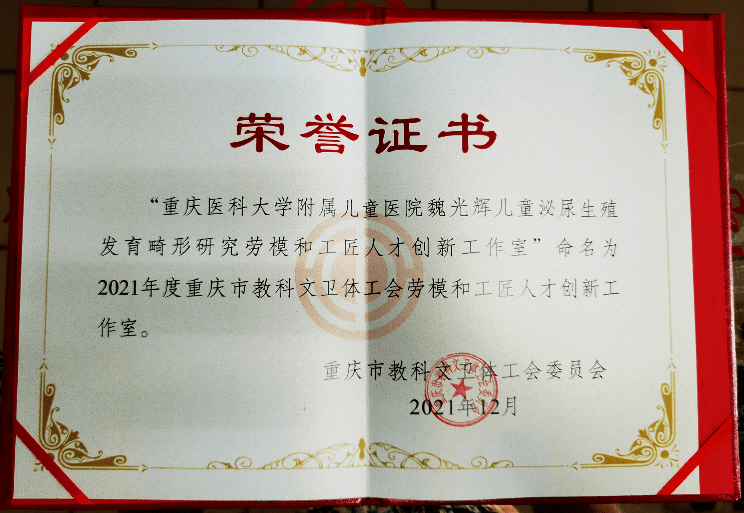 荣誉证书
“重庆医科大学附属儿童医院魏光辉儿童泌尿生殖
发育畸形研究劳模和工匠人才创新工作室”命名为
2021年度重庆市教科文卫体工会劳模和工匠人才创新工
作室。
重庆市教科文卫体工会委员会
2021年12月